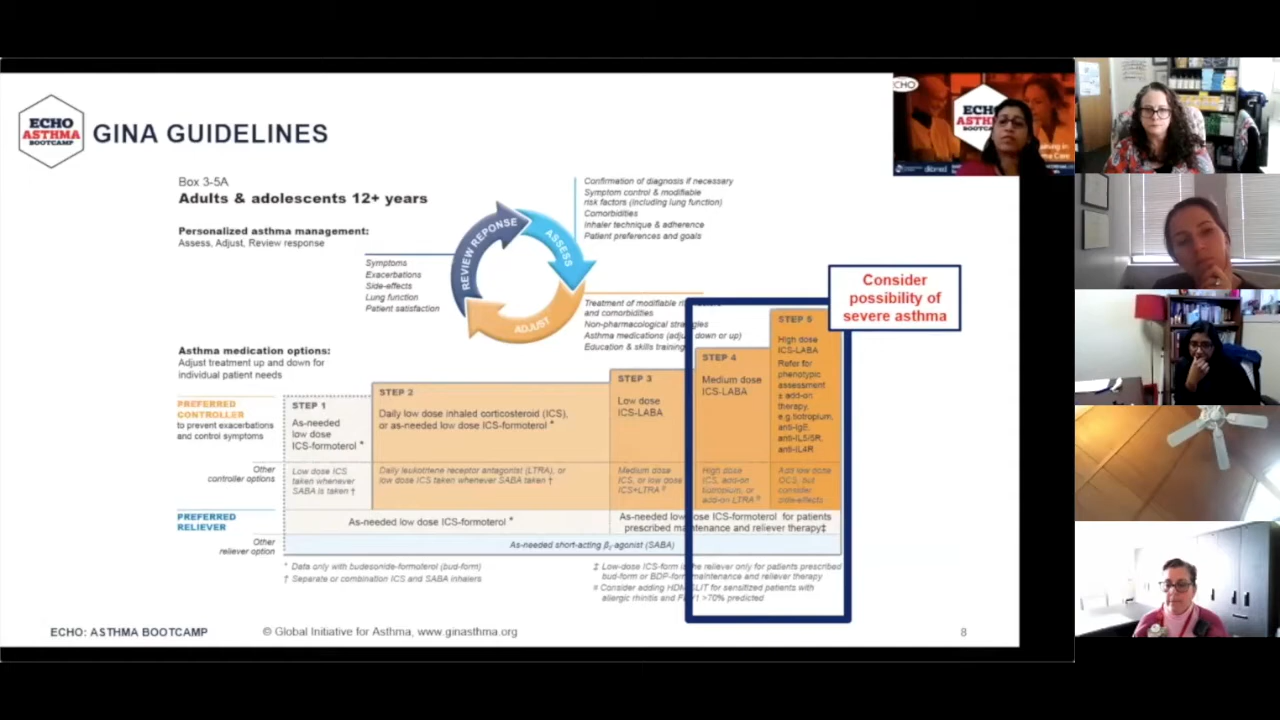 ECHO
ASTHMA
BOOTCAMP
GINA GUIDELINES
Box 3-5A
Adults & adolescents 12+ years
Personalized asthma management:
Assess, Adjust, Review response
Symptoms
Exacerbations
Side-effects
Lung function
Patient satisfaction
REVIEW REPONSE
ASSESS
ADJUST
Confirmation of diagnosis if necessary
Symptom control & modifiable
risk factors (including lung function)
Comorbidities
Inhaler technique & adherence
Patient preferences and goals
Treatment of modifiable
and comorbidities
Non-pharmacological strategies
Asthma medications (adjust down or up)
Education & skills training
Consider
possibility of
severe asthma
Asthma medication options:
Adjust treatment up and down for
individual patient needs
PREFERRED
CONTROLLER
to prevent exacerbations
and control symptoms
STEP 1
As-needed
low dose
ICS-formoterol *
STEP 2
Daily low dose inhaled corticosteroid (ICS),
or as-needed low dose ICS-formoterol *
STEP 3
Low dose
ICS-LABA
STEP 4
Medium dose
ICS-LABA
STEP 5
High dose
ICS-LABA
Refer for
phenotypic
assessment
± add-on
therapy,
e.g.tiotropium,
anti-IgE,
anti-IL5/5R,
anti-IL4R
Other
controller options
Low dose ICS
taken whenever
SABA is taken †
Daily leukotriene receptor antagonist (LTRA), or
low dose ICS taken whenever SABA taken †
Medium dose
ICS, or low dose
ICS+LTRA #
High dose
ICS, add-on
tiotropium, or
add-on LTRA #
Add low dose
OCS, but
consider
side-effects
PREFERRED
RELIEVER
As-needed low dose ICS-formoterol *
As-needed low dose ICS-formoterol for patients
prescribed maintenance and reliever therapy‡
Other
reliever option
As-needed short-acting β2-agonist (SABA)
* Data only with budesonide-formoterol (bud-form)
† Separate or combination ICS and SABA inhalers
‡ Low-dose ICS-form is the reliever only for patients prescribed
bud-form or BDP-form maintenance and reliever therapy
# Consider adding HDM SLIT for sensitized patients with
allergic rhinitis and FEV1 >70% predicted
ECHO: ASTHMA BOOTCAMP
© Global Initiative for Asthma, www.ginasthma.org
8